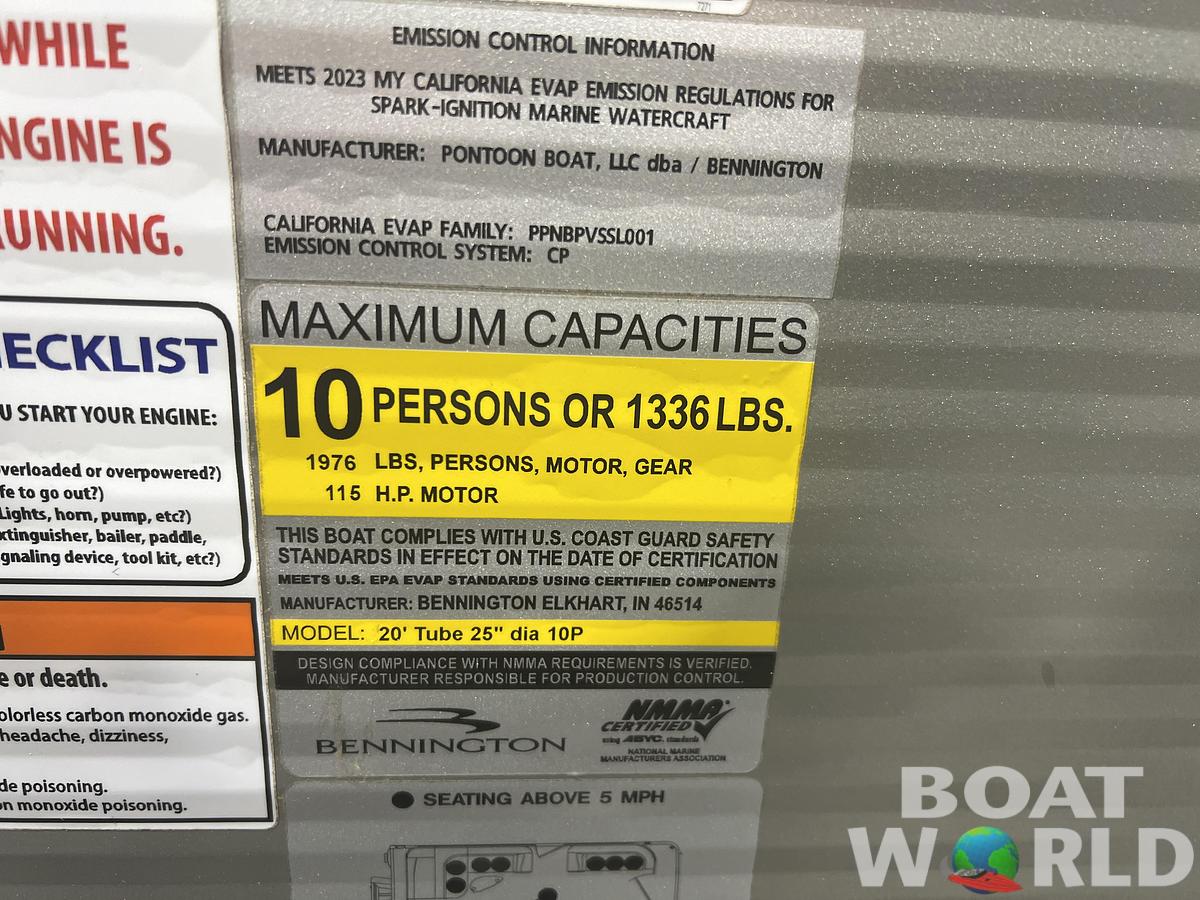 7271
EMISSION CONTROL INFORMATION
MEETS 2023 MY CALIFORNIA EVAP EMISSION REGULATIONS FOR
SPARK-IGNITION MARINE WATERCRAFT
MANUFACTURER: PONTOON BOAT, LLC dba / BENNINGTON
CALIFORNIA EVAP FAMILY: PPNBPVSSL001
EMISSION CONTROL SYSTEM: CP
WHILE
NGINE IS
UNNING.
ECKLIST
U START YOUR ENGINE:
verloaded or overpowered?)
fe to go out?)
Lights, horn, pump, etc?)
xtinguisher, bailer, paddle,
gnaling device, tool kit, etc?)
e or death.
olorless carbon monoxide gas.
headache, dizziness,
de poisoning.
on monoxide poisoning.
MAXIMUM CAPACITIES
10 PERSONS OR 1336 LBS.
1976 LBS, PERSONS, MOTOR, GEAR
115 H.P. MOTOR
THIS BOAT COMPLIES WITH U.S. COAST GUARD SAFETY
STANDARDS IN EFFECT ON THE DATE OF CERTIFICATION
MEETS U.S. EPA EVAP STANDARDS USING CERTIFIED COMPONENTS
MANUFACTURER: BENNINGTON ELKHART, IN 46514
MODEL: 20' Tube 25" dia 10P
DESIGN COMPLIANCE WITH NMMA REQUIREMENTS IS VERIFIED.
MANUFACTURER RESPONSIBLE FOR PRODUCTION CONTROL.
BENNINGTON
NMMA
CERTIFIED
using ABYC standards
NATIONAL MARINE
MANUFACTURERS ASSOCIATION
SEATING ABOVE 5 MPH
BOAT
WORLD